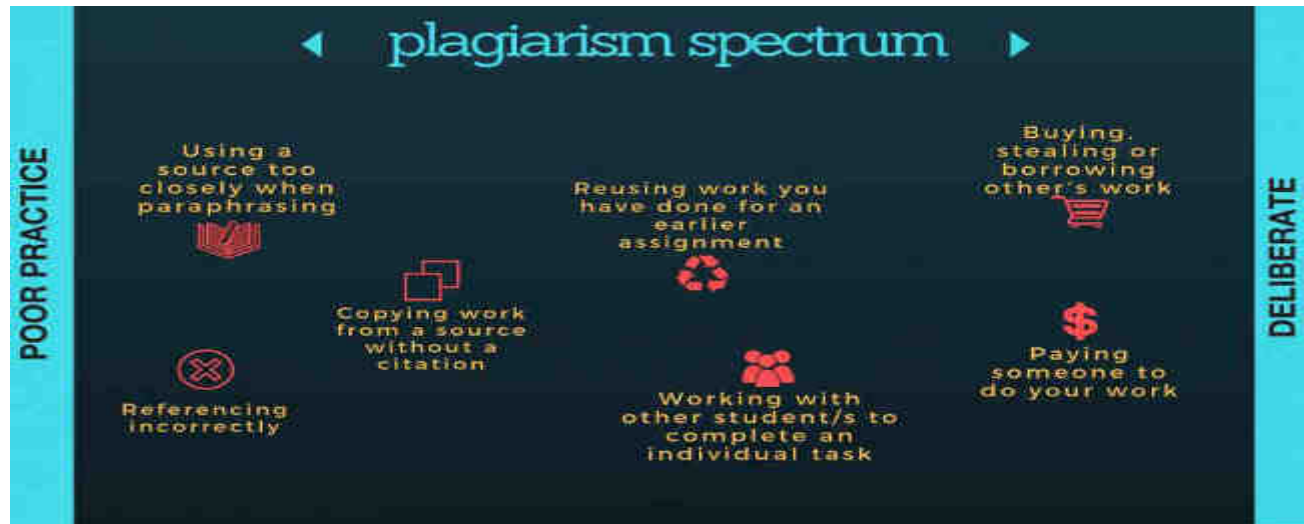 plagiarism spectrum
POOR PRACTICE
Using a
source too
closely when
paraphrasing
Copying work
from a source
without a
citation
Referencing
incorrectly
Reusing work you
have done for an
earlier
assignment
Working with
other student/s to
complete an
individual task
Buying,
stealing or
borrowing
other's work
$
Paying
someone to
do your work
DELIBERATE